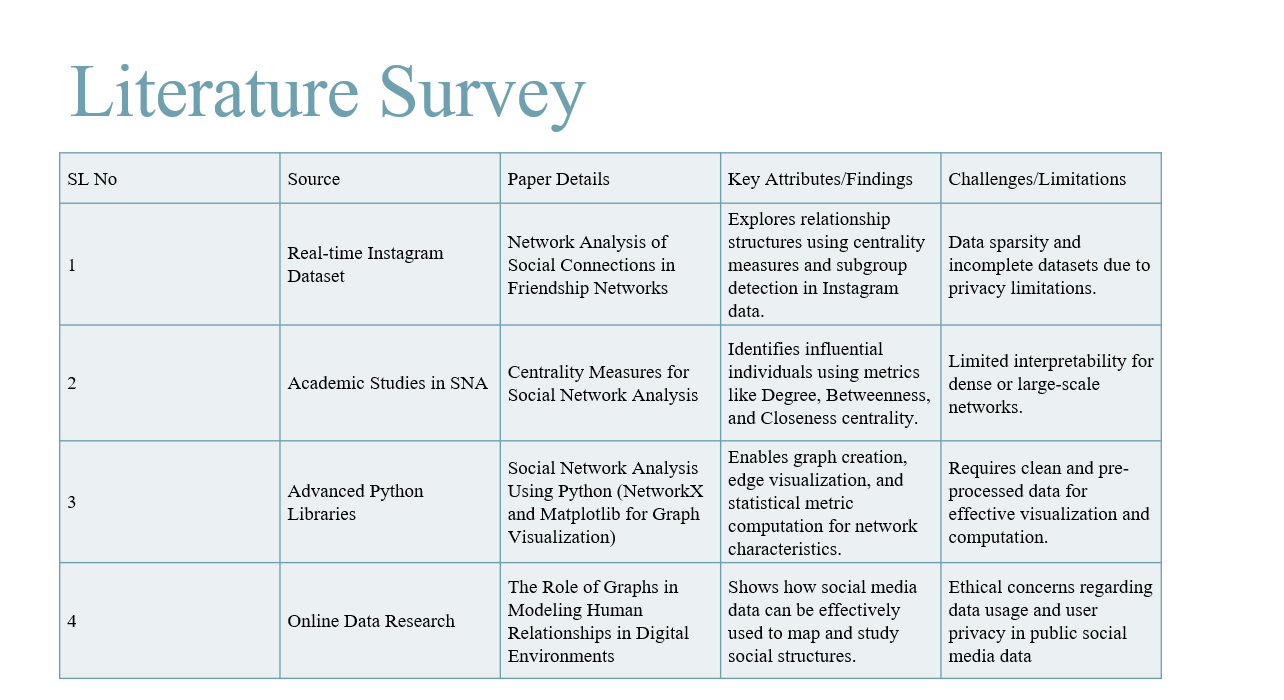 Literature Survey
SL No
Source
Paper Details
Key Attributes/Findings
Challenges/Limitations
1
Real-time Instagram
Dataset
Network Analysis of
Social Connections in
Friendship Networks
Explores relationship
structures using centrality
measures and subgroup
detection in Instagram
data.
Data sparsity and
incomplete datasets due to
privacy limitations.
2
Academic Studies in SNA
Centrality Measures for
Social Network Analysis
Identifies influential
individuals using metrics
like Degree, Betweenness,
and Closeness centrality.
Limited interpretability for
dense or large-scale
networks.
3
Advanced Python
Libraries
Social Network Analysis
Using Python (NetworkX
and Matplotlib for Graph
Visualization)
Enables graph creation,
edge visualization, and
statistical metric
computation for network
characteristics.
Requires clean and pre-
processed data for
effective visualization and
computation.
4
Online Data Research
The Role of Graphs in
Modeling Human
Relationships in Digital
Environments
Shows how social media
data can be effectively
used to map and study
social structures.
Ethical concerns regarding
data usage and user
privacy in public social
media data